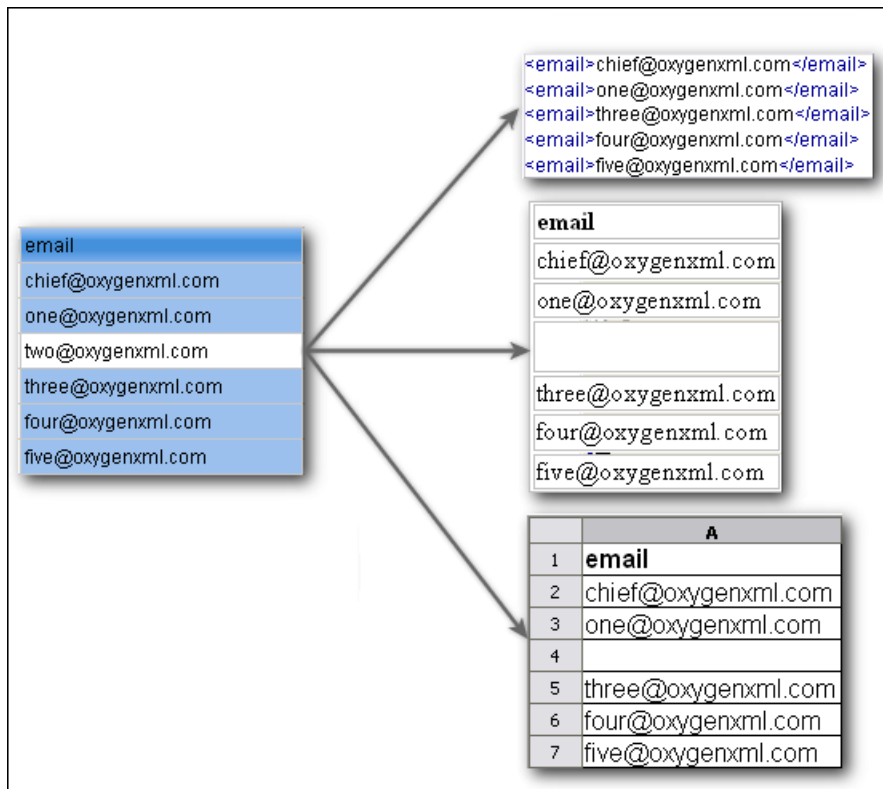 <email>chief@oxygenxml.com</email>
<email>one@oxygenxml.com</email>
<email>three@oxygenxml.com</email>
<email>four@oxygenxml.com</email>
<email>five@oxygenxml.com</email>
email
chief@oxygenxml.com
one@oxygenxml.com
two@oxygenxml.com
three@oxygenxml.com
four@oxygenxml.com
five@oxygenxml.com
email
chief@oxygenxml.com
one@oxygenxml.com
three@oxygenxml.com
four@oxygenxml.com
five@oxygenxml.com
A
1 email
2 chief@oxygenxml.com
3 one@oxygenxml.com
4
5 three@oxygenxml.com
6 four@oxygenxml.com
7 five@oxygenxml.com